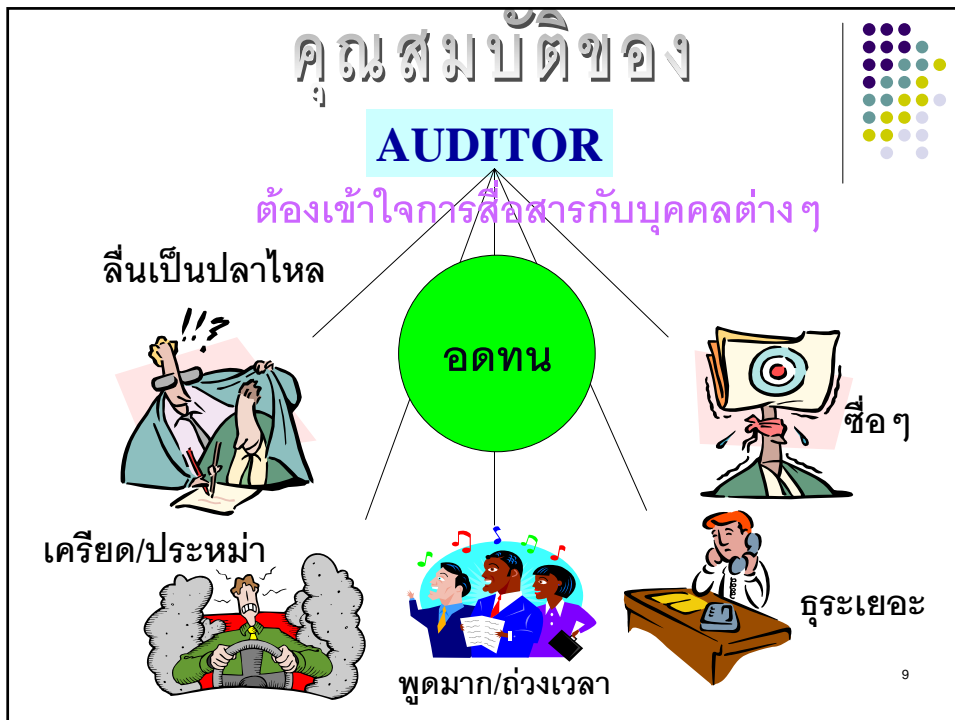 คุณสมบัติของ
AUDITOR
ต้องเข้าใจการสื่อสารกับบุคคลต่างๆ
ลื่นเป็นปลาไหล
!!?
อดทน
ซื่อๆ
เครียด/ประหม่า
ธุระเยอะ
พูดมาก/ถ่วงเวลา
9